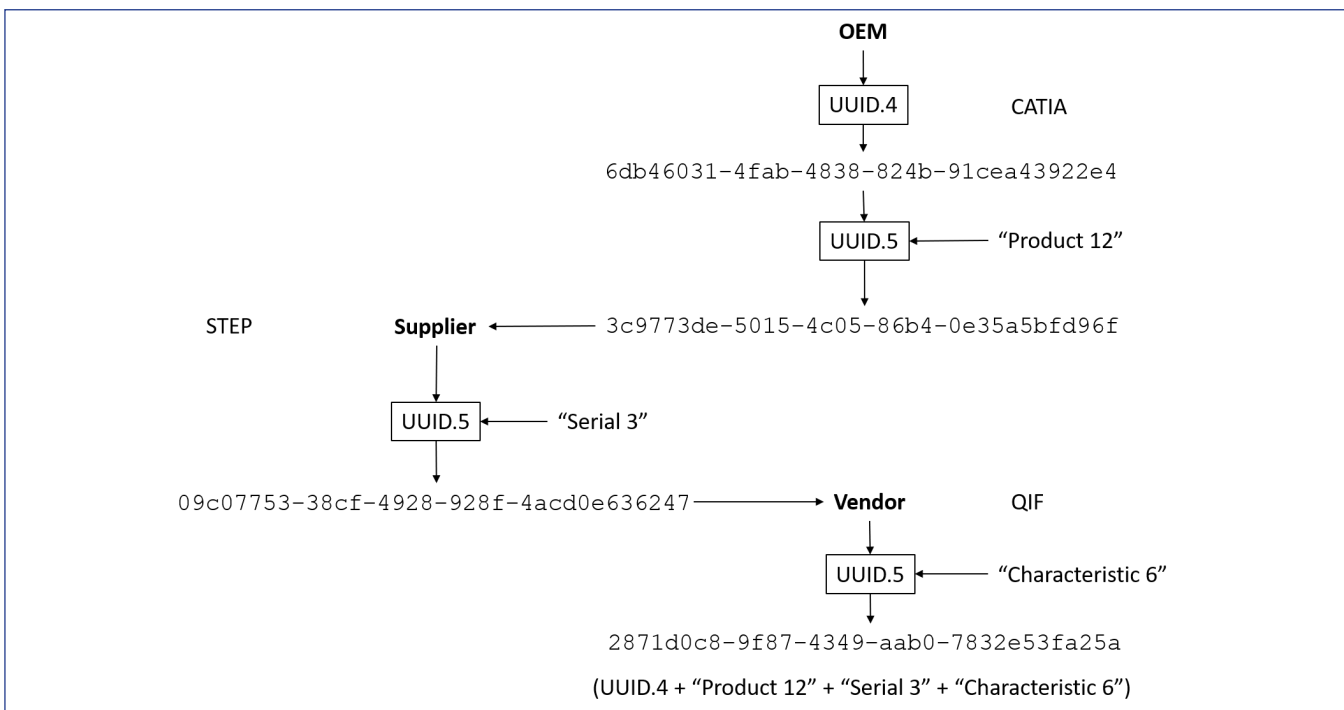 OEM
UUID.4
CATIA
6db46031-4fab-4838-824b-91cea43922e4
UUID.5
“Product 12”
STEP
Supplier
3c9773de-5015-4c05-86b4-0e35a5bfd96f
UUID.5
“Serial 3”
09c07753-38cf-4928-928f-4acd0e636247
Vendor
QIF
UUID.5
“Characteristic 6”
2871d0c8-9f87-4349-aab0-7832e53fa25a
(UUID.4 + “Product 12” + “Serial 3” + “Characteristic 6”)